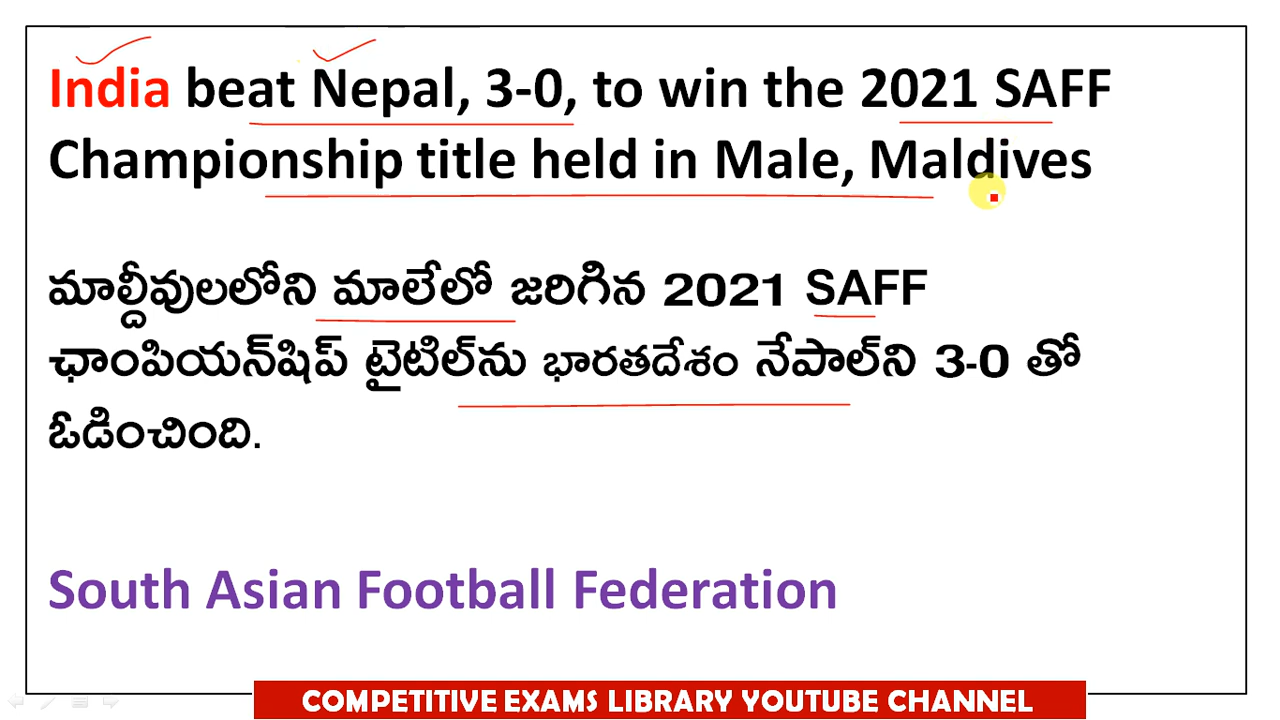 India beat Nepal, 3-0, to win the 2021 SAFF
Championship title held in Male, Maldives
మాల్దీవులలోని మాలేలో జరిగిన 2021 SAFF
ఛాంపియన్‌షిప్ టైటిల్‌ను భారతదేశం నేపాల్‌ని 3-0 తో
ఓడించింది.
South Asian Football Federation
COMPETITIVE EXAMS LIBRARY YOUTUBE CHANNEL